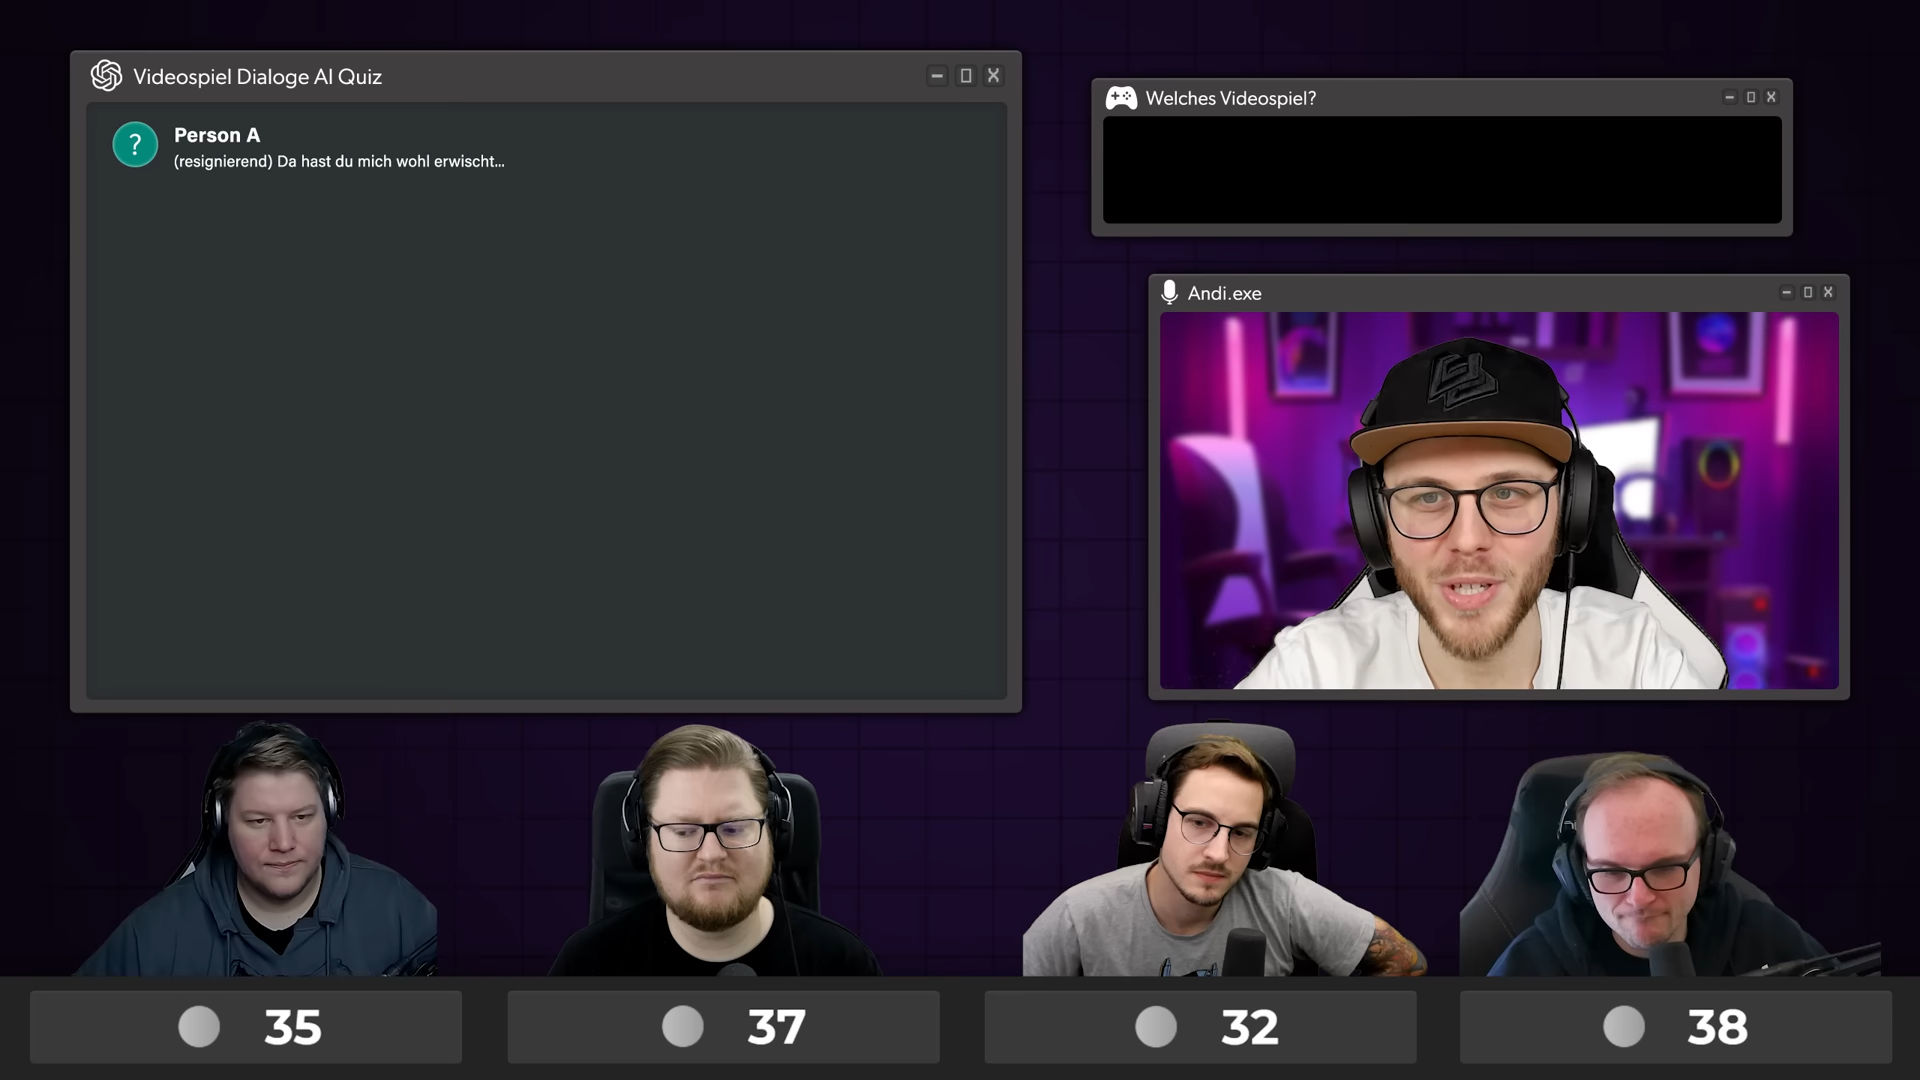 Videospiel Dialoge AI Quiz
? Person A
(resignierend) Da hast du mich wohl erwischt...
Welches Videospiel?
Andi.exe
35
37
32
38